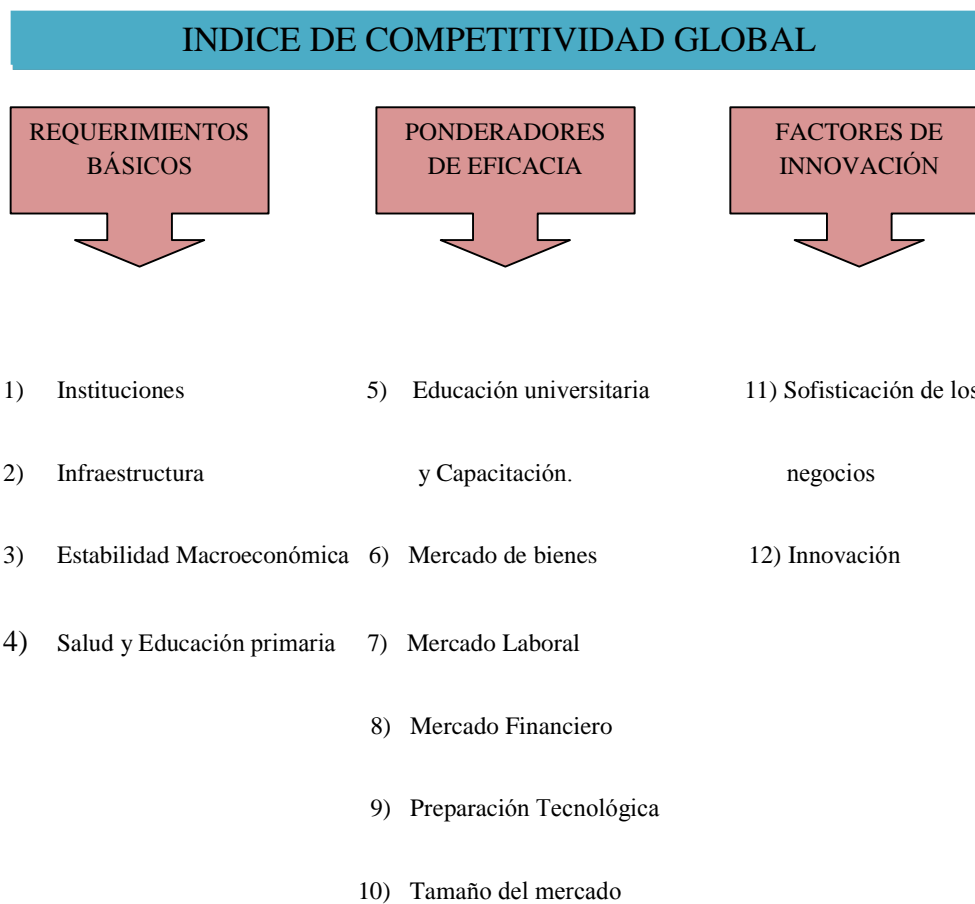 INDICE DE COMPETITIVIDAD GLOBAL
REQUERIMIENTOS
BÁSICOS
PONDERADORES
DE EFICACIA
FACTORES DE
INNOVACIÓN
1) Instituciones
2) Infraestructura
3) Estabilidad Macroeconómica
4) Salud y Educación primaria
5) Educación universitaria
y Capacitación.
6) Mercado de bienes
7) Mercado Laboral
8) Mercado Financiero
9) Preparación Tecnológica
10) Tamaño del mercado
11) Sofisticación de los
negocios
12) Innovación